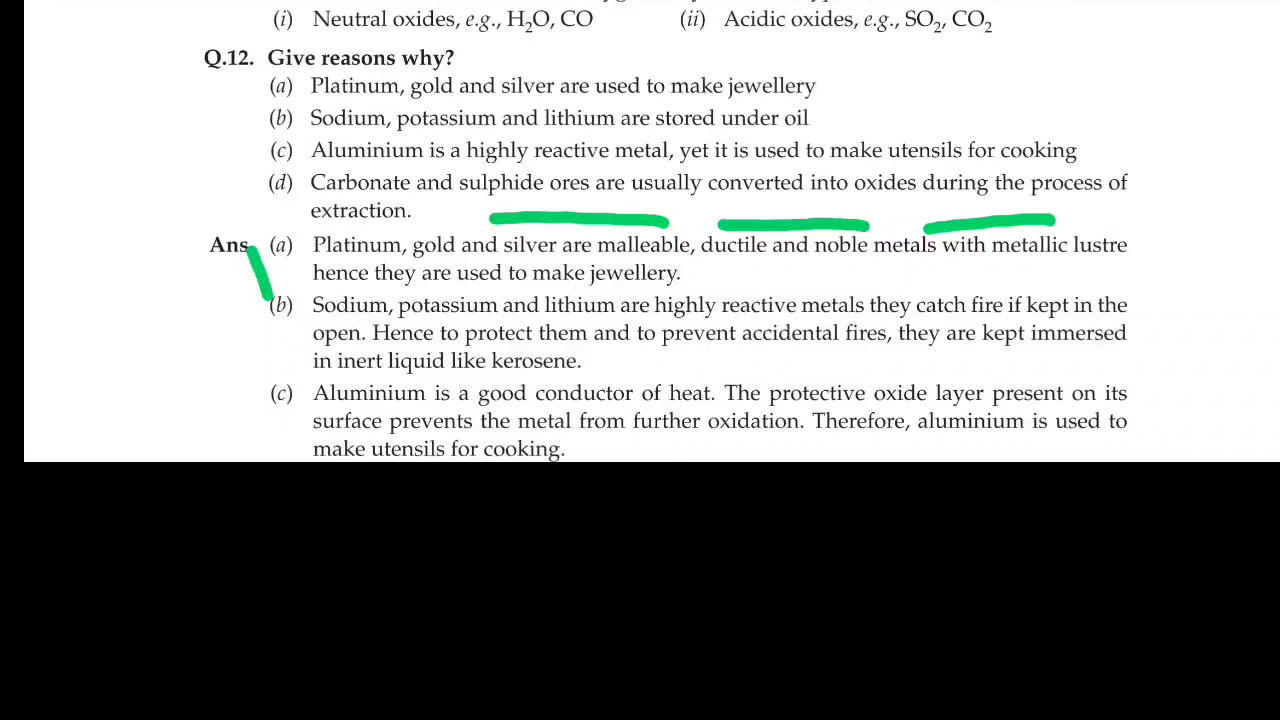 (i) Neutral oxides, e.g., H₂O, CO (ii) Acidic oxides, e.g., SO₂, CO₂
Q.12. Give reasons why?
(a) Platinum, gold and silver are used to make jewellery
(b) Sodium, potassium and lithium are stored under oil
(c) Aluminium is a highly reactive metal, yet it is used to make utensils for cooking
(d) Carbonate and sulphide ores are usually converted into oxides during the process of
extraction.
Ans (a) Platinum, gold and silver are malleable, ductile and noble metals with metallic lustre
hence they are used to make jewellery.
(b) Sodium, potassium and lithium are highly reactive metals they catch fire if kept in the
open. Hence to protect them and to prevent accidental fires, they are kept immersed
in inert liquid like kerosene.
(c) Aluminium is a good conductor of heat. The protective oxide layer present on its
surface prevents the metal from further oxidation. Therefore, aluminium is used to
make utensils for cooking.